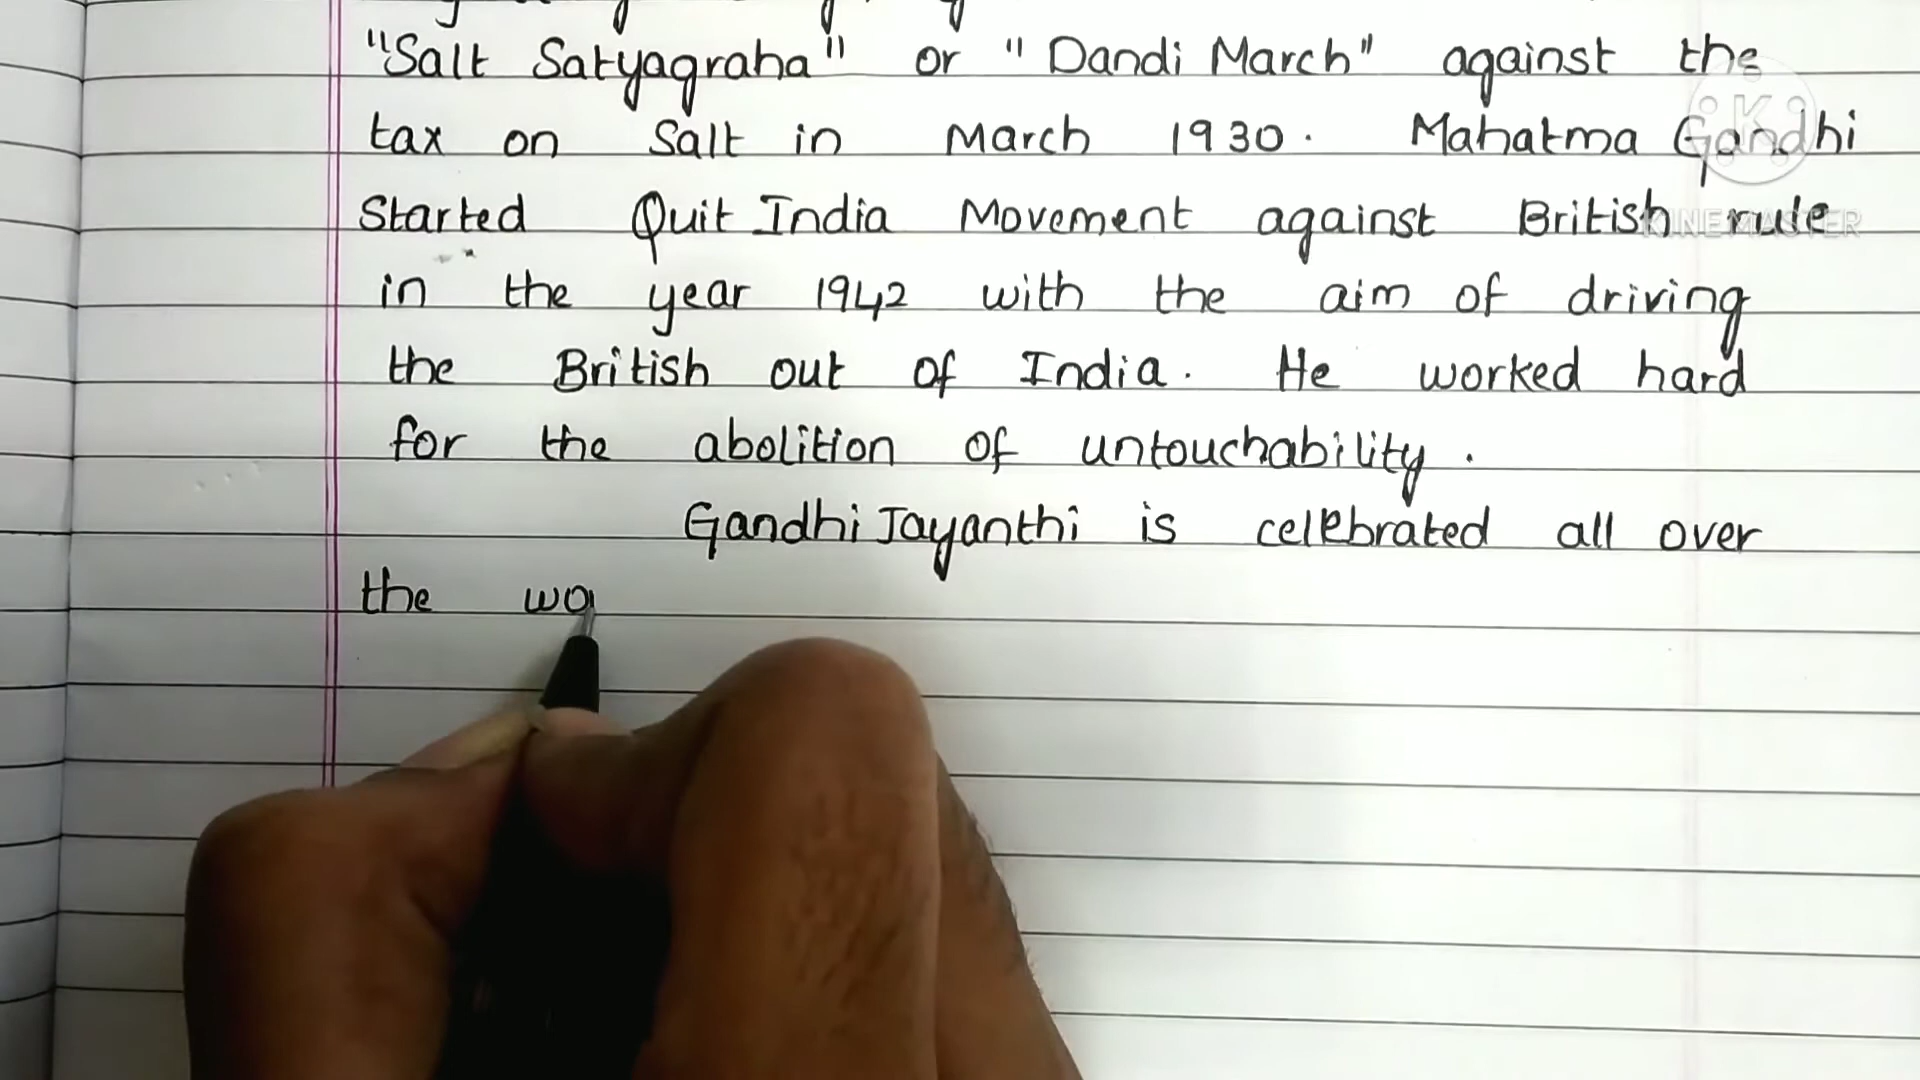 "Salt Satyagraha" or "Dandi March" against the
tax on Salt in March 1930. Mahatma Gandhi
Started Quit India Movement against British rule
in the year 1942 with the aim of driving
the British out of India. He worked hard
for the abolition of untouchability.
Gandhi Jayanthi is celebrated all over
the wo
KINEMASTER